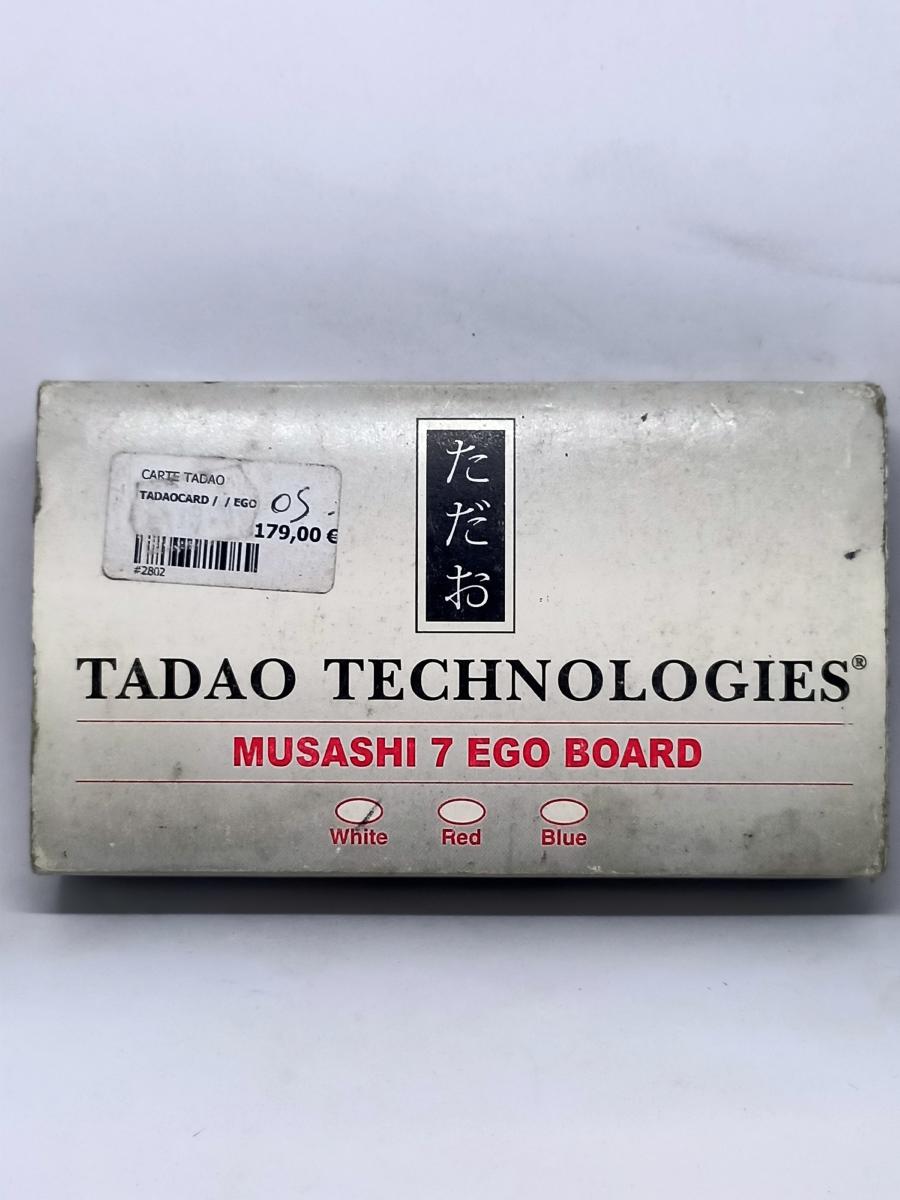 CARTE TADAO
TADAOCARD / / EGO
05
179,00 €
#2802
ただお
TADAO TECHNOLOGIES®
MUSASHI 7 EGO BOARD
White Red Blue